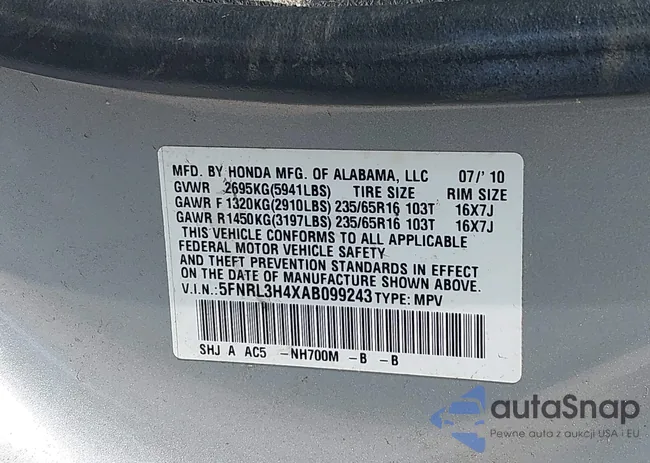 MFD. BY HONDA MFG. OF ALABAMA, LLC 07/'10
GVWR 2695KG(5941LBS) TIRE SIZE RIM SIZE
GAWR F 1320KG(2910LBS) 235/65R16 103T 16X7J
GAWR R1450KG(3197LBS) 235/65R16 103T 16X7J
THIS VEHICLE CONFORMS TO ALL APPLICABLE
FEDERAL MOTOR VEHICLE SAFETY
AND THEFT PREVENTION STANDARDS IN EFFECT
ON THE DATE OF MANUFACTURE SHOWN ABOVE
V.I.N.: 5FNRL3H4XAB099243 TYPE: MPV
SHJ A AC5 -NH700M -B -B
autaSnap
Pewne auta z aukcji USA i EU